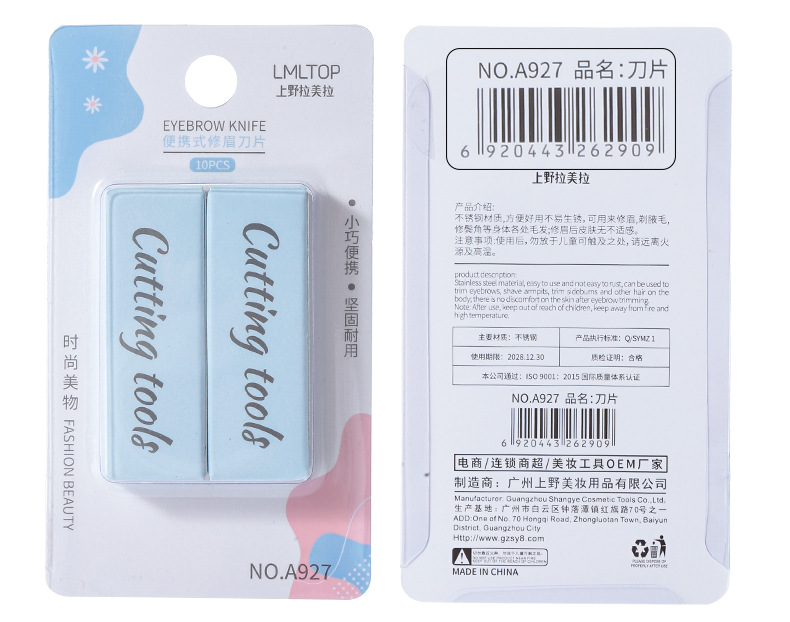 LMLTOP
上野拉美拉
EYEBROW KNIFE
便携式修眉刀片
10PCS
Cutting tools
Cutting tools
小巧便携
坚固耐用
时尚美物 FASHION BEAUTY
NO.A927
NO.A927 品名:刀片
6 920443 262909
上野拉美拉
产品介绍:
不锈钢材质,方便好用不易生锈,可用来修眉,剃腋毛,
修鬓角等身体各处毛发;修眉后皮肤无不适感。
注意事项:使用后,勿放于儿童可触及之处,请远离火
源及高温。
product description:
Stainless steel material, easy to use and not easy to rust, can be used to
trim eyebrows, shave armpits, trim sideburns and other hair on the
body; there is no discomfort on the skin after eyebrow trimming.
Note: After use, keep out of reach of children, keep away from fire and
high temperature.
主要材质: 不锈钢
产品执行标准: Q/SYMZ 1
使用期限: 2028.12.30
质检证明: 合格
本公司通过: ISO 9001: 2015 国际质量体系认证
NO.A927 品名:刀片
6 920443 262909
电商/连锁商超/美妆工具OEM厂家
制造商: 广州上野美妆用品有限公司
Manufacturer: Guangzhou Shangye Cosmetic Tools Co.,Ltd.
生产基地: 广州市白云区钟落潭镇红旗路70号之一
ADD:One of No. 70 Hongqi Road, Zhongluotan Town, Baiyun
District, Guangzhou City
Http://www.gzsy8.com
KEEP OUT OF THE REACH OF CHILDREN
PLEASE DISPOSE OF
PROPERLY AFTER USE
MADE IN CHINA